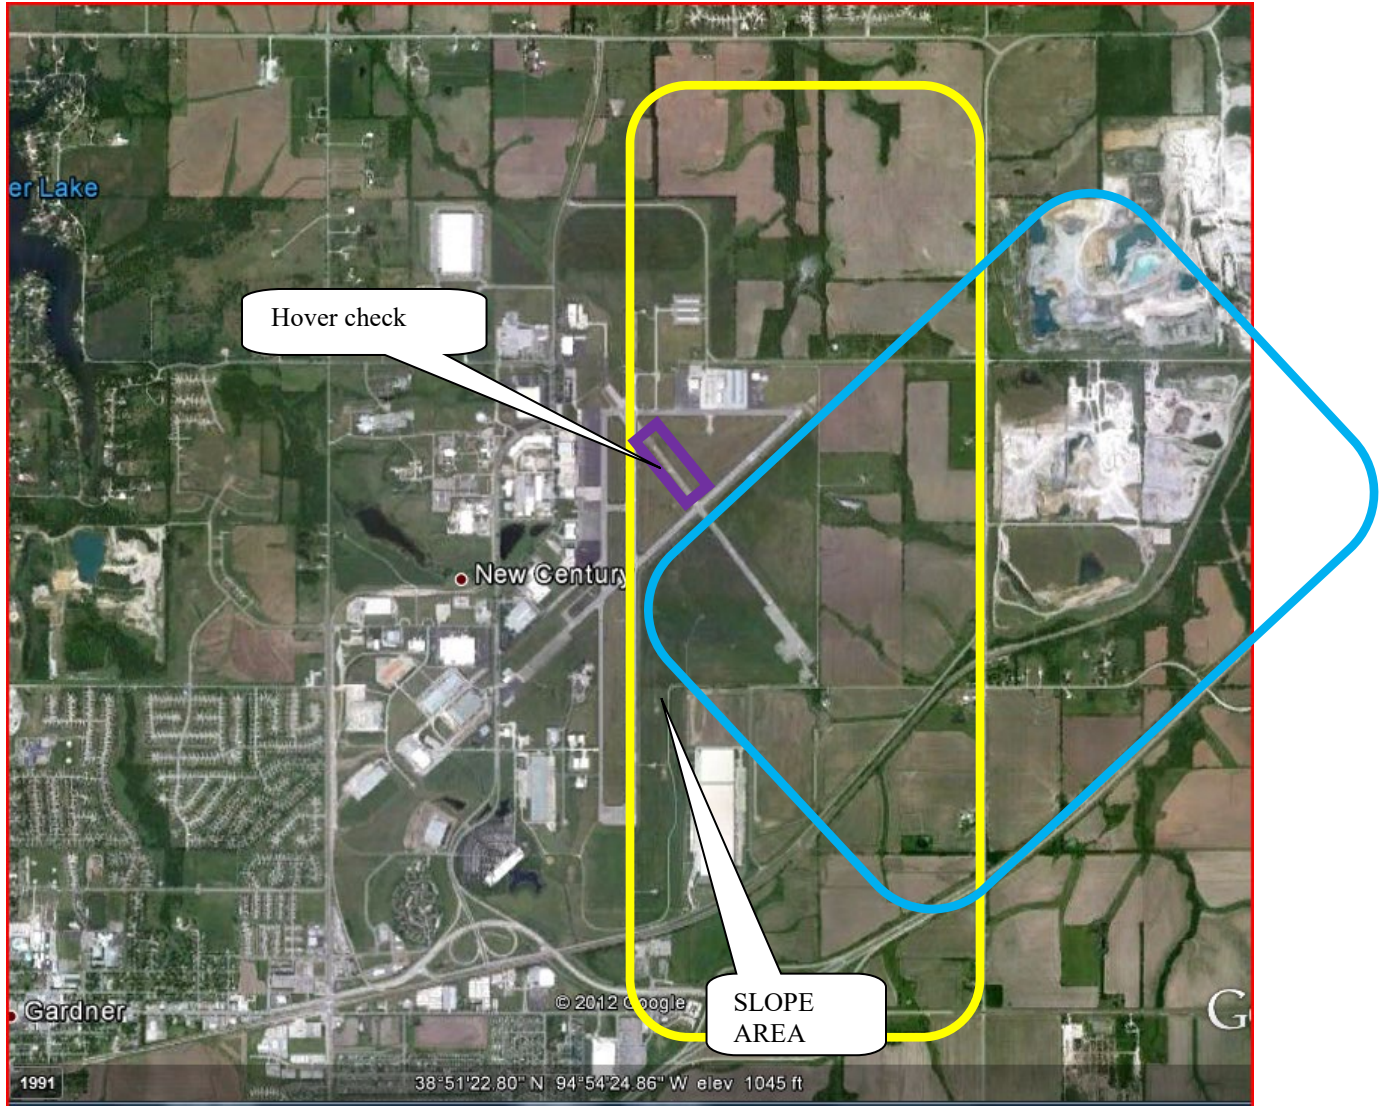 er Lake
Hover check
New Century
© 2012 Google
SLOPE
AREA
Gardner
G
1991
38°51'22.80" N 94°54'24.86" W elev 1045 ft